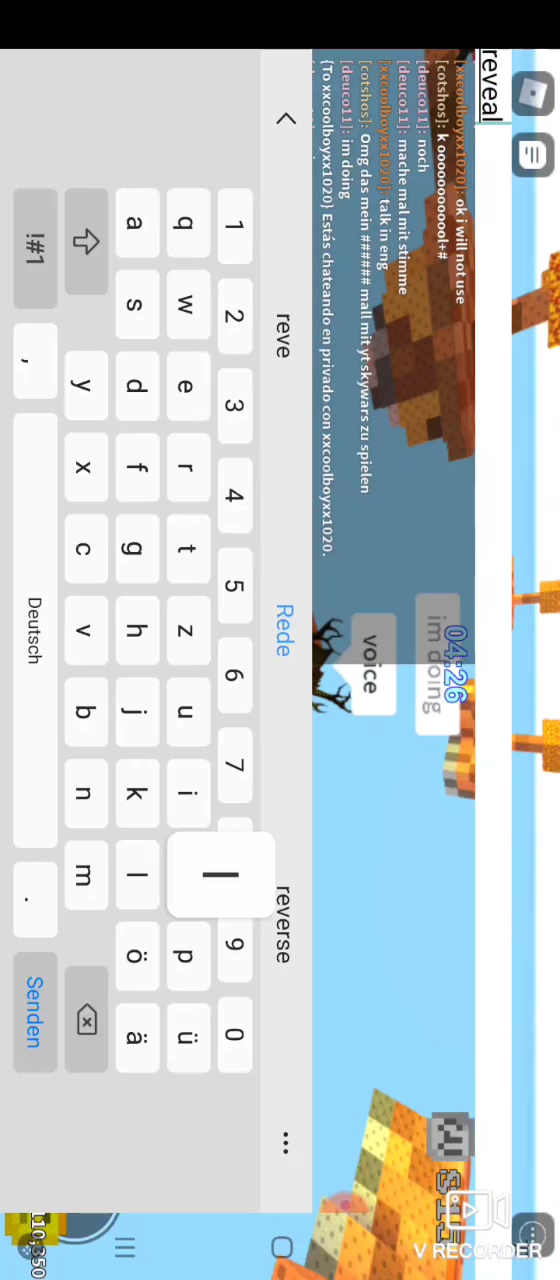 reveal
[xxcoolboyxx1020]: ok i will not use
[cotshos]: k ooooooooool+#
[deuco11]: noch
[deuco11]: mache mal mit stimme
[xxcoolboyxx1020]: talk in eng
[cotshos]: Omg das mein ###### mall mit yt skywars zu spielen
[deuco11]: im doing
{To xxcoolboyxx1020} Estás chateando en privado con xxcoolboyxx1020.
04:26
im doing
voice
reve Rede reverse
1 2 3 4 5 6 7 9 0
q w e r t z u i l p ü
a s d f g h j k l ö ä
y x c v b n m
!#1 , Deutsch . Senden
110,350
V RECORDER